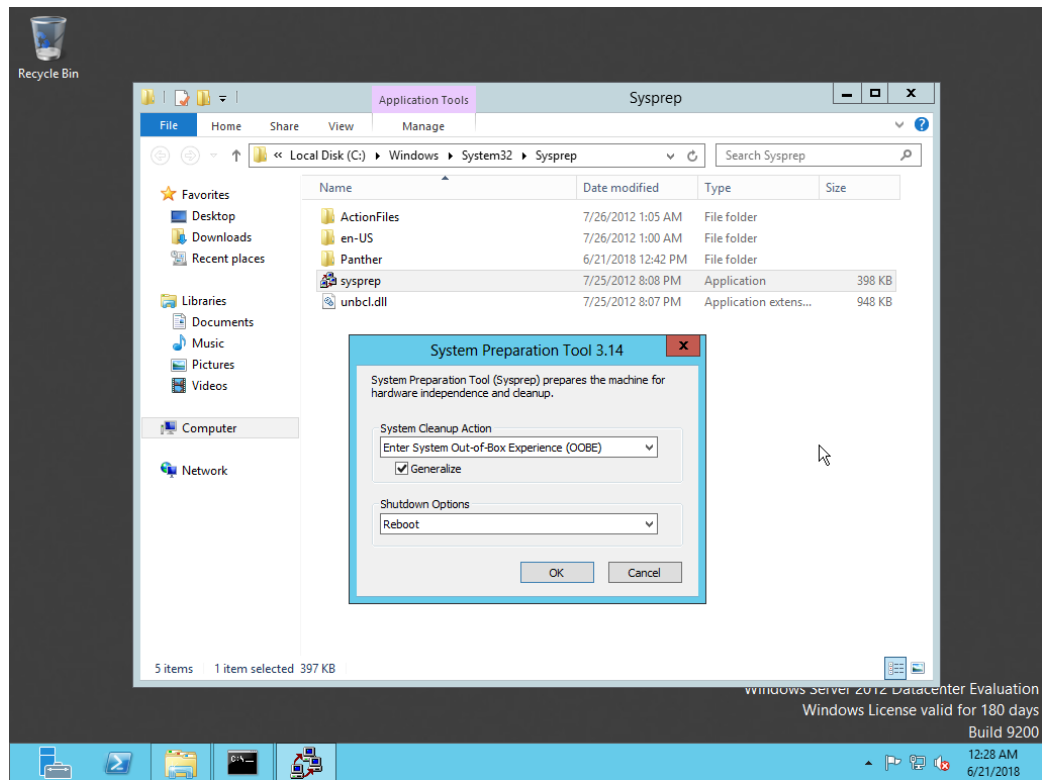 Recycle Bin
Application Tools
Sysprep
File Home Share View Manage
« Local Disk (C:) Windows System32 Sysprep
Search Sysprep
Name Date modified Type Size
Favorites
Desktop
Downloads
Recent places
Libraries
Documents
Music
Pictures
Videos
Computer
Network
ActionFiles 7/26/2012 1:05 AM File folder
en-US 7/26/2012 1:00 AM File folder
Panther 6/21/2018 12:42 PM File folder
sysprep 7/25/2012 8:08 PM Application 398 KB
unbcl.dll 7/25/2012 8:07 PM Application extens... 948 KB
System Preparation Tool 3.14
System Preparation Tool (Sysprep) prepares the machine for
hardware independence and cleanup.
System Cleanup Action
Enter System Out-of-Box Experience (OOBE)
Generalize
Shutdown Options
Reboot
OK Cancel
5 items 1 item selected 397 KB
Windows Server 2012 Datacenter Evaluation
Windows License valid for 180 days
Build 9200
C:\_
12:28 AM
6/21/2018